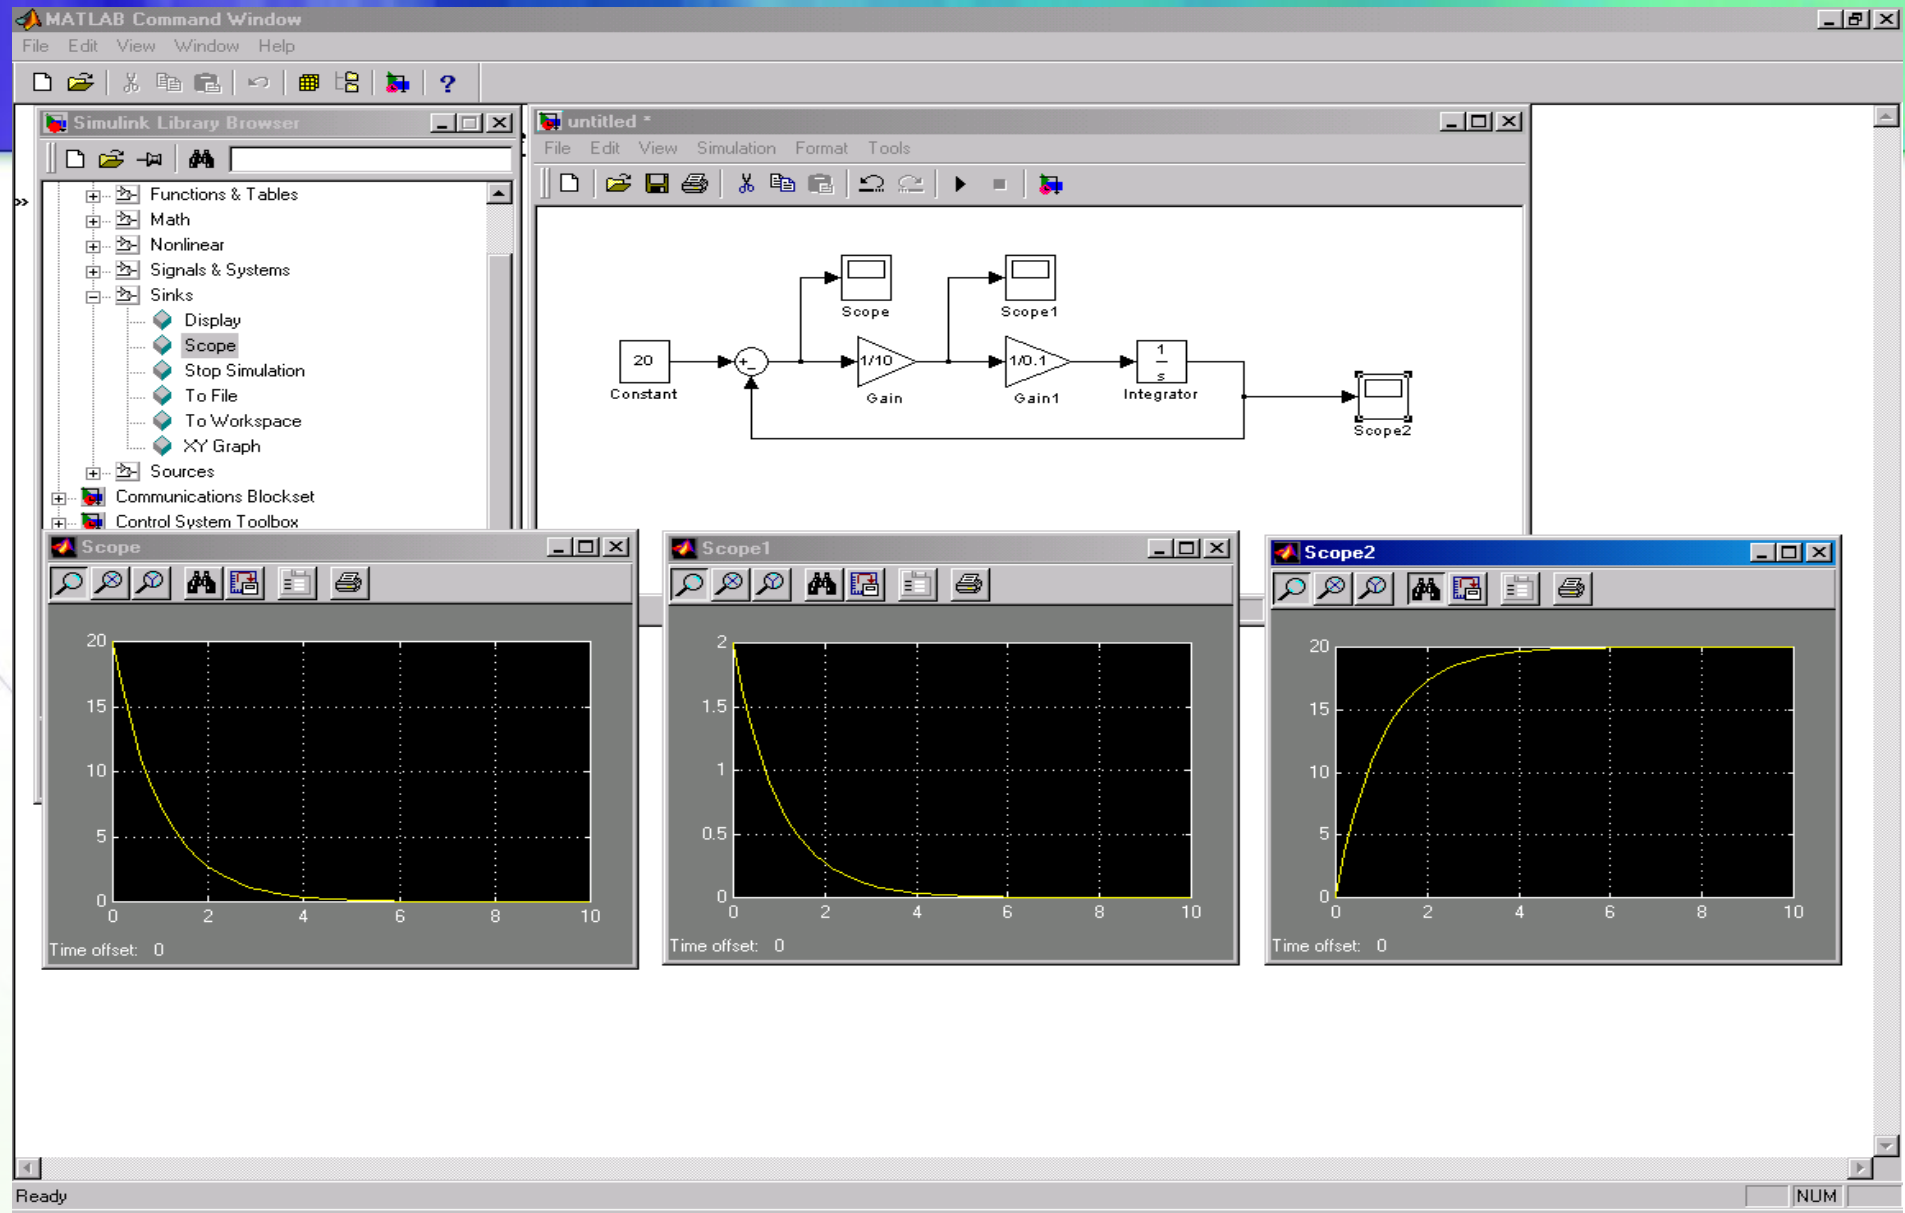 MATLAB Command Window
File Edit View Window Help
Simulink Library Browser
Functions & Tables
Math
Nonlinear
Signals & Systems
Sinks
Display
Scope
Stop Simulation
To File
To Workspace
XY Graph
Sources
Communications Blockset
Control System Toolbox
>>
untitled *
File Edit View Simulation Format Tools
Scope
Scope1
20
Constant
+
−
1/10
Gain
1/0.1
Gain1
1
s
Integrator
Scope2
Scope
20
15
10
5
0
0 2 4 6 8 10
Time offset: 0
Scope1
2
1.5
1
0.5
0
0 2 4 6 8 10
Time offset: 0
Scope2
20
15
10
5
0
0 2 4 6 8 10
Time offset: 0
Ready
NUM